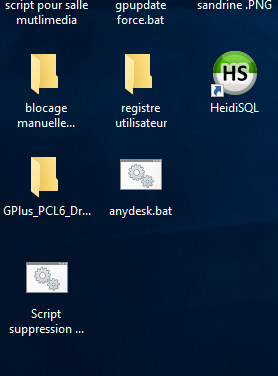 script pour salle
mutlimedia
gpupdate
force.bat
sandrine .PNG
blocage
manuelle...
registre
utilisateur
HS
HeidiSQL
GPlus_PCL6_Dr...
anydesk.bat
Script
suppression ...